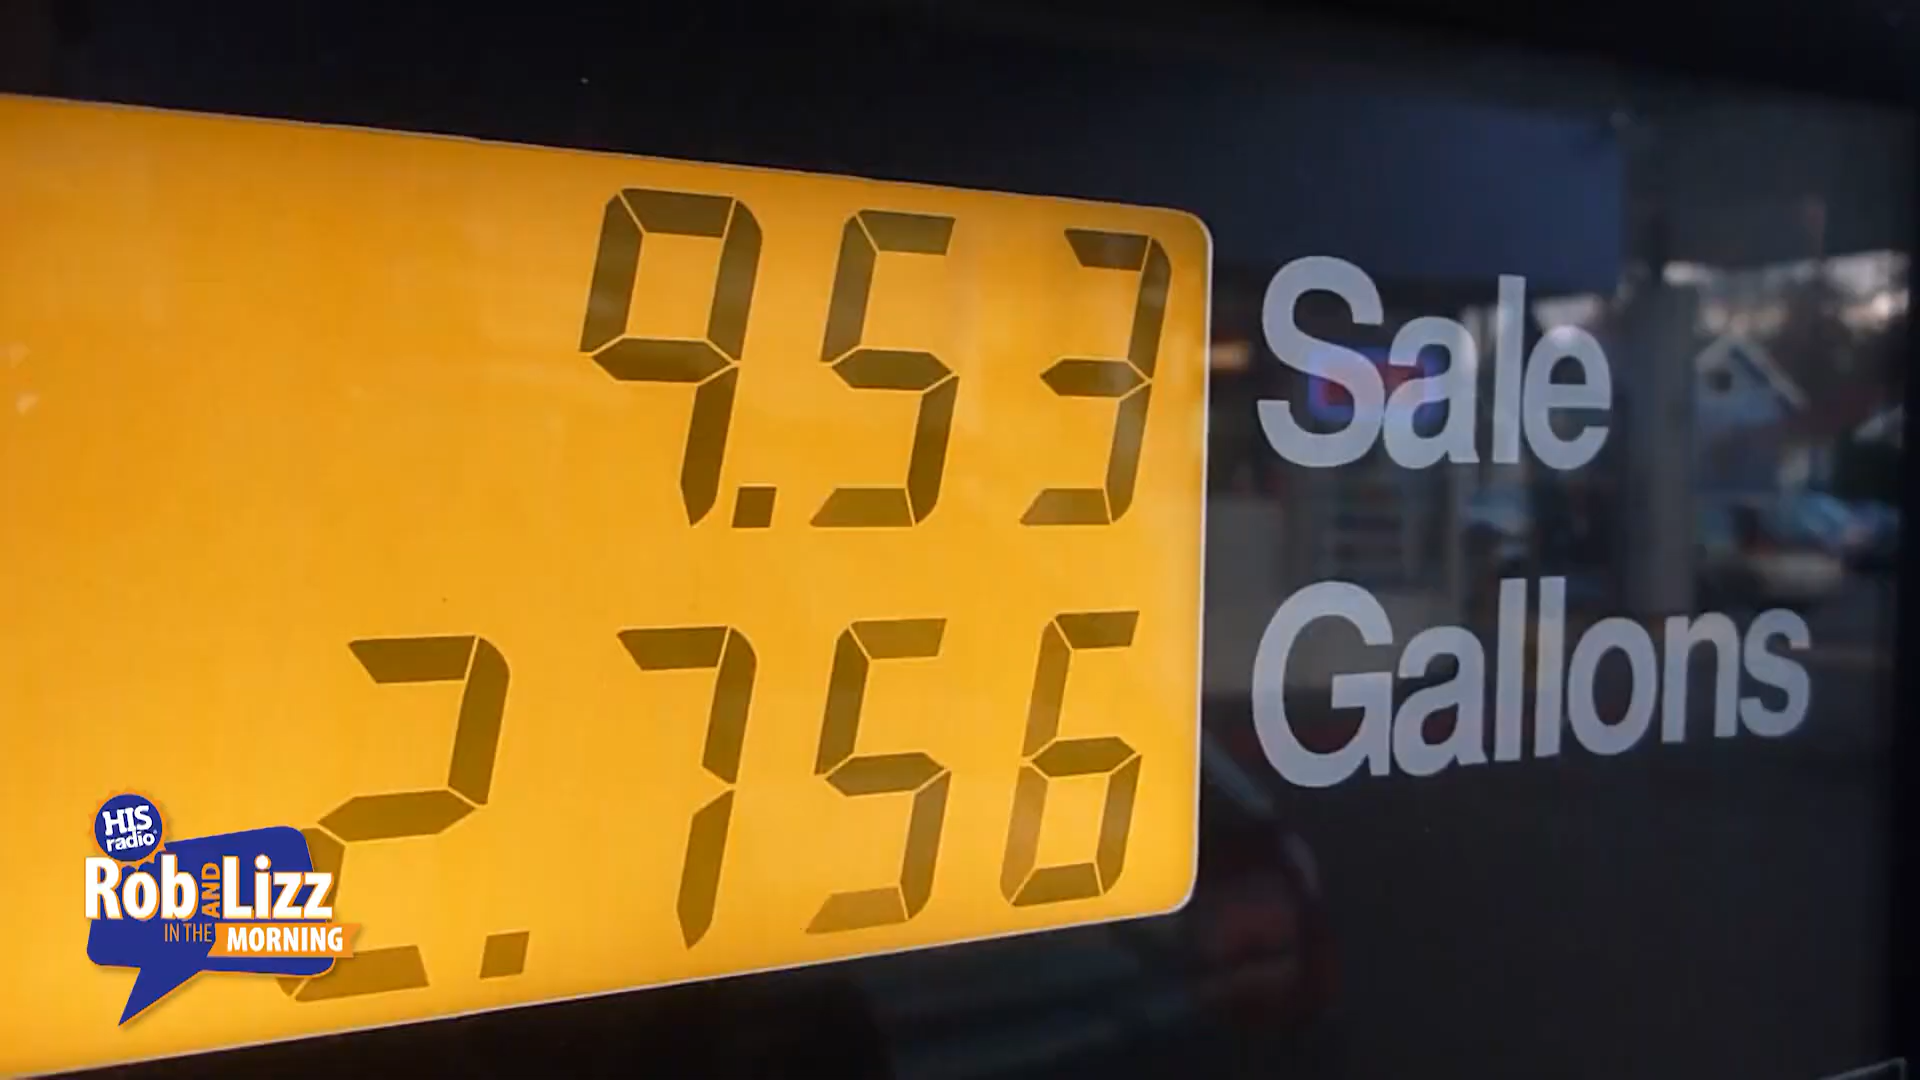 9.53 Sale
2.756 Gallons
HIS
radio
Rob AND Lizz
IN THE MORNING